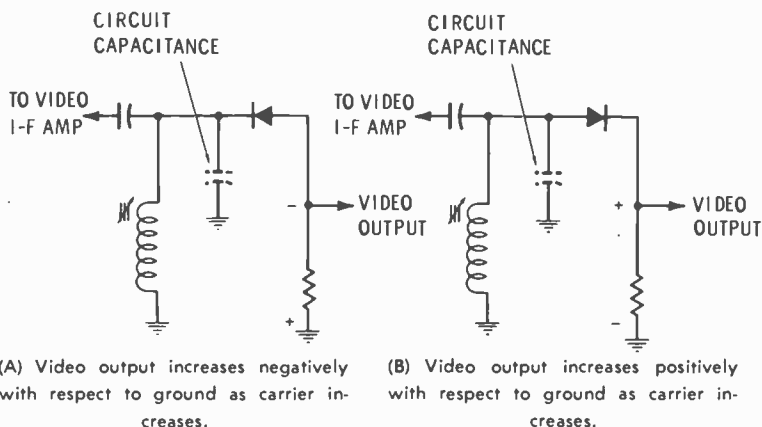 CIRCUIT
CAPACITANCE
TO VIDEO
I-F AMP
-
VIDEO
OUTPUT
+
(A) Video output increases negatively
with respect to ground as carrier in-
creases.
CIRCUIT
CAPACITANCE
TO VIDEO
I-F AMP
+
VIDEO
OUTPUT
-
(B) Video output increases positively
with respect to ground as carrier in-
creases.